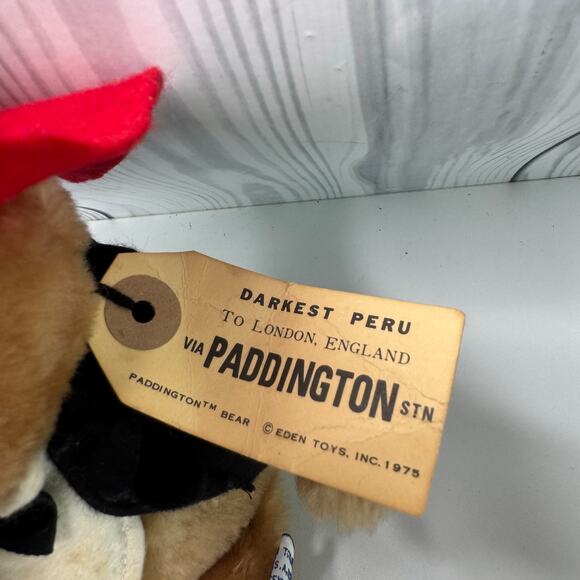 DARKEST PERU
TO LONDON, ENGLAND
VIA PADDINGTON STN
PADDINGTON™ BEAR © EDEN TOYS, INC. 1975